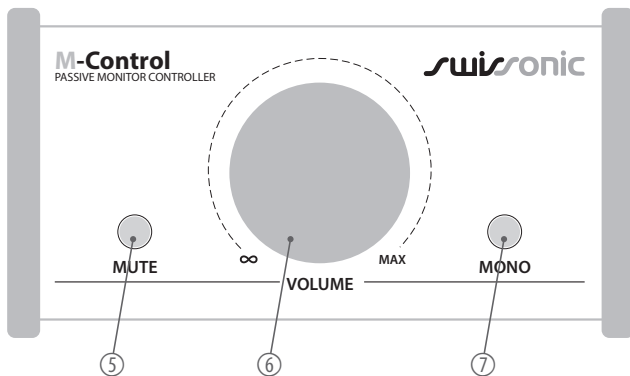 M-Control
PASSIVE MONITOR CONTROLLER
swissonic
∞
MAX
MUTE
MONO
VOLUME
⑤
⑥
⑦